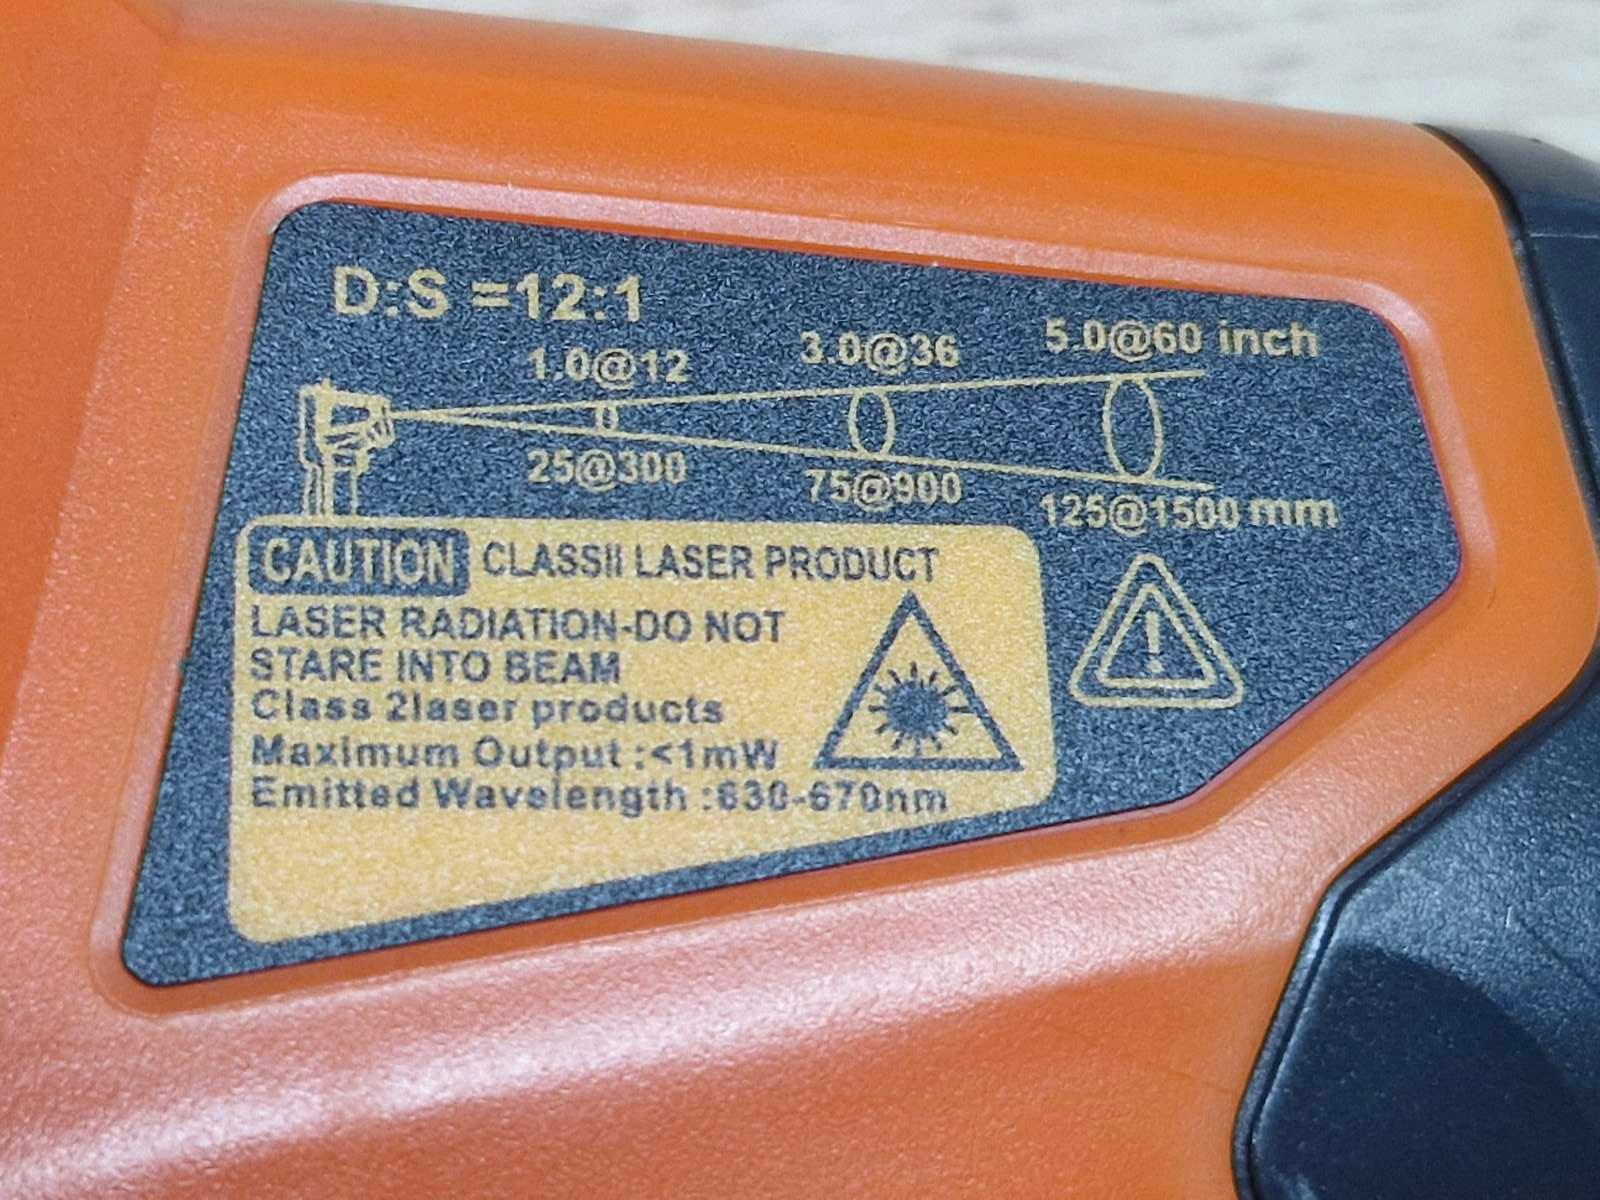 D:S =12:1
1.0@12 3.0@36 5.0@60 inch
25@300 75@900 125@1500 mm
CAUTION CLASSII LASER PRODUCT
LASER RADIATION-DO NOT
STARE INTO BEAM
Class 2laser products
Maximum Output :<1mW
Emitted Wavelength :630-670nm
!